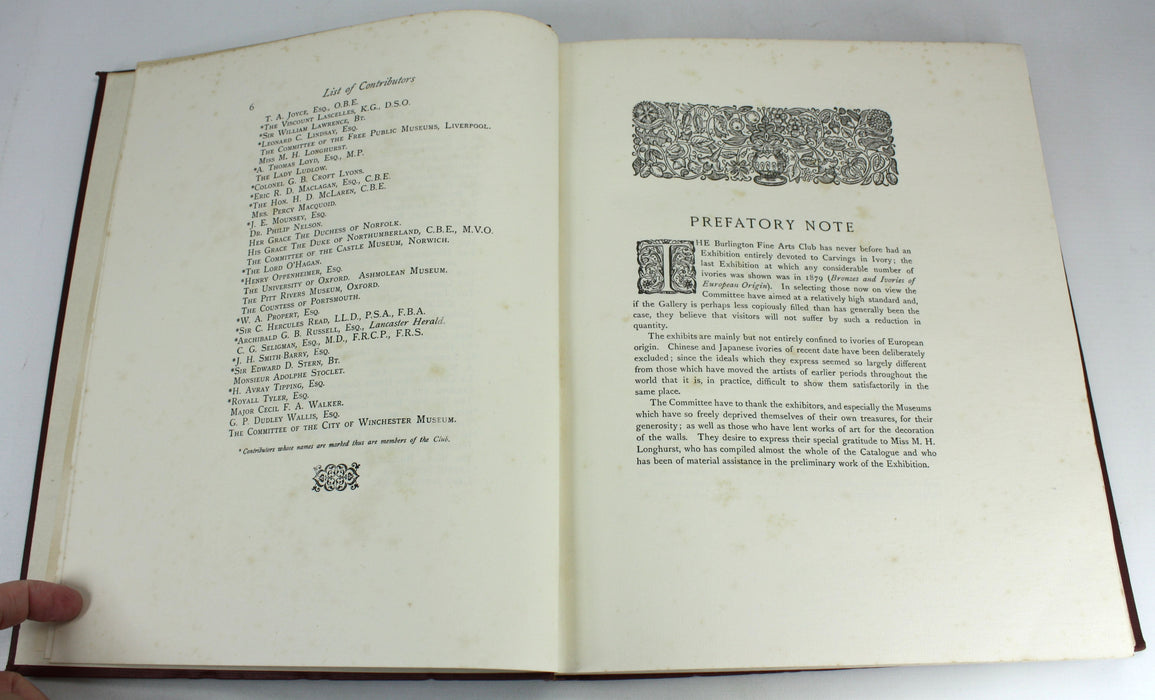 6
List of Contributors
T. A. Joyce, Esq., O.B.E.
*The Viscount Lascelles, K.G., D.S.O.
*Sir William Lawrence, Bt.
*Leonard C. Lindsay, Esq.
The Committee of the Free Public Museums, Liverpool.
Miss M. H. Longhurst.
*A. Thomas Loyd, Esq., M.P.
The Lady Ludlow.
*Colonel G. B. Croft Lyons.
*Eric R. D. Maclagan, Esq., C.B.E.
*The Hon. H. D. McLaren, C.B.E.
Mrs. Percy Macquoid.
*J. E. Mounsey, Esq.
Dr. Philip Nelson.
Her Grace The Duchess of Norfolk.
His Grace The Duke of Northumberland, C.B.E., M.V.O.
The Committee of the Castle Museum, Norwich.
*The Lord O'Hagan.
*Henry Oppenheimer, Esq.
The University of Oxford. Ashmolean Museum.
The Pitt Rivers Museum, Oxford.
The Countess of Portsmouth.
*W. A. Propert, Esq.
*Sir C. Hercules Read, LL.D., P.S.A., F.B.A.
*Archibald G. B. Russell, Esq., Lancaster Herald.
C. G. Seligman, Esq., M.D., F.R.C.P., F.R.S.
*J. H. Smith Barry, Esq.
*Sir Edward D. Stern, Bt.
Monsieur Adolphe Stoclet.
*H. Avray Tipping, Esq.
*Royall Tyler, Esq.
Major Cecil F. A. Walker.
G. P. Dudley Wallis, Esq.
The Committee of the City of Winchester Museum.
* Contributors whose names are marked thus are members of the Club.
PREFATORY NOTE
THE Burlington Fine Arts Club has never before had an
Exhibition entirely devoted to Carvings in Ivory; the
last Exhibition at which any considerable number of
ivories was shown was in 1879 (Bronzes and Ivories of
European Origin). In selecting those now on view the
Committee have aimed at a relatively high standard and,
if the Gallery is perhaps less copiously filled than has generally been the
case, they believe that visitors will not suffer by such a reduction in
quantity.
The exhibits are mainly but not entirely confined to ivories of European
origin. Chinese and Japanese ivories of recent date have been deliberately
excluded; since the ideals which they express seemed so largely different
from those which have moved the artists of earlier periods throughout the
world that it is, in practice, difficult to show them satisfactorily in the
same place.
The Committee have to thank the exhibitors, and especially the Museums
which have so freely deprived themselves of their own treasures, for their
generosity; as well as those who have lent works of art for the decoration
of the walls. They desire to express their special gratitude to Miss M. H.
Longhurst, who has compiled almost the whole of the Catalogue and who
has been of material assistance in the preliminary work of the Exhibition.